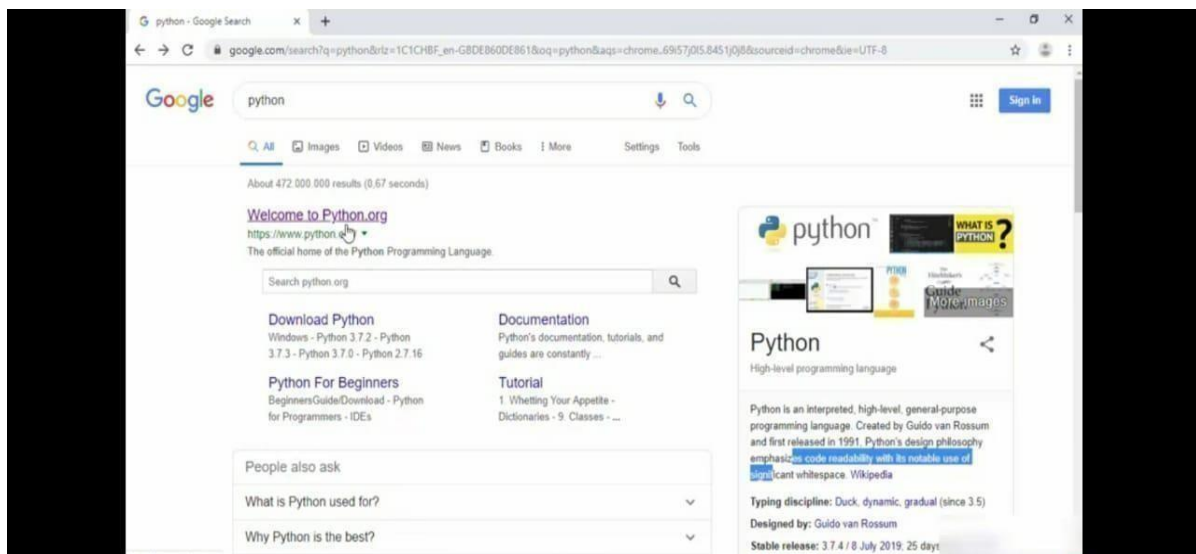 python - Google Search
google.com/search?q=python&rlz=1C1CHBF_en-GBDE860DE861&oq=python&aqs=chrome..69i57j0l5.8451j0j8&sourceid=chrome&ie=UTF-8
Google
python
Sign in
All Images Videos News Books More Settings Tools
About 472 000 000 results (0,67 seconds)
Welcome to Python.org
https://www.python.
The official home of the Python Programming Language.
Search python.org
Download Python
Windows - Python 3.7.2 - Python
3.7.3 - Python 3.7.0 - Python 2.7.16
Documentation
Python's documentation, tutorials, and
guides are constantly ...
Python For Beginners
BeginnersGuide/Download - Python
for Programmers - IDEs
Tutorial
1. Whetting Your Appetite -
Dictionaries - 9. Classes - ...
People also ask
What is Python used for?
Why Python is the best?
python
WHAT IS
PYTHON ?
PYTHON
Guide
More images
Python
High-level programming language
Python is an interpreted, high-level, general-purpose
programming language. Created by Guido van Rossum
and first released in 1991, Python's design philosophy
emphasizes code readability with its notable use of
significant whitespace. Wikipedia
Typing discipline: Duck, dynamic, gradual (since 3.5)
Designed by: Guido van Rossum
Stable release: 3.7.4 / 8 July 2019; 25 days